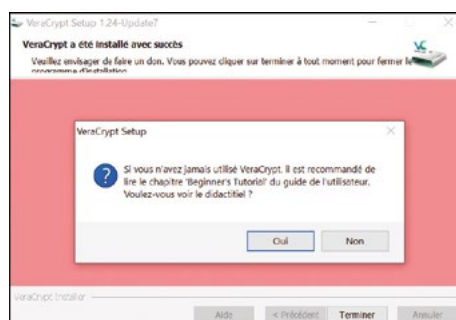 VeraCrypt Setup 1.24-Update7
VeraCrypt a été installé avec succès
Veuillez envisager de faire un don. Vous pouvez cliquer sur terminer à tout moment pour fermer le
programme d'installation
VeraCrypt Setup
Si vous n'avez jamais utilisé VeraCrypt, il est recommandé de
lire le chapitre 'Beginner's Tutorial' du guide de l'utilisateur.
Voulez-vous voir le didactitiel ?
Oui Non
VeraCrypt Installer
Aide < Précédent Terminer Annuler